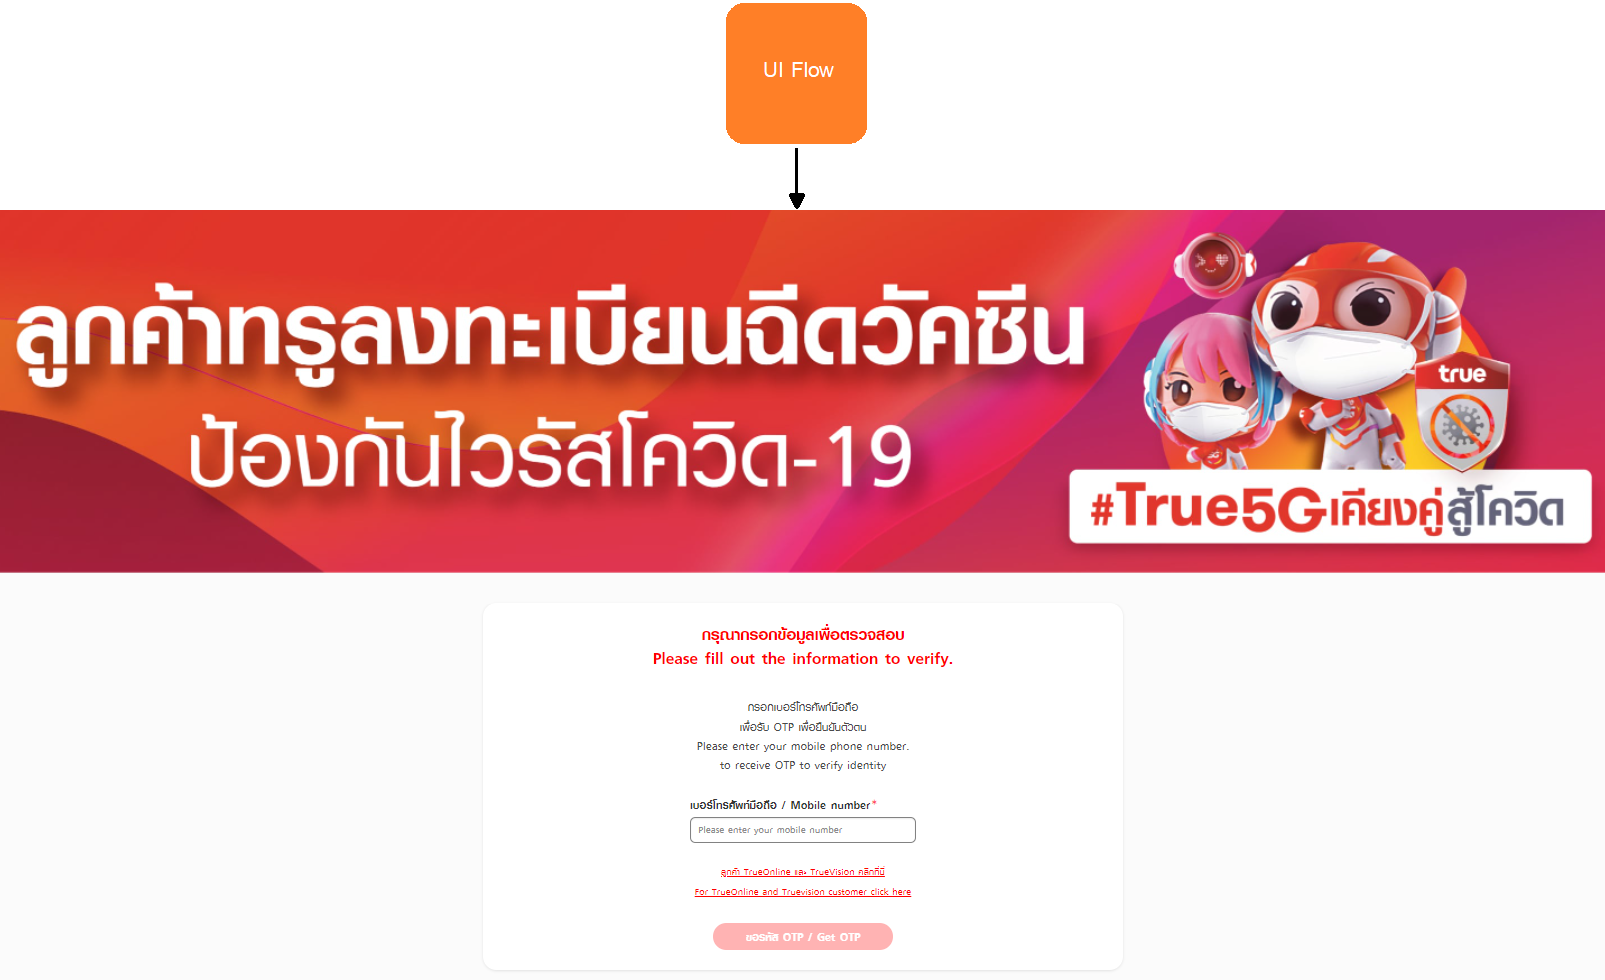 UI Flow
ลูกค้าทรูลงทะเบียนฉีดวัคซีน
ป้องกันไวรัสโควิด-19
true
#True5Gเคียงคู่สู้โควิด
กรุณากรอกข้อมูลเพื่อตรวจสอบ
Please fill out the information to verify.
กรอกเบอร์โทรศัพท์มือถือ
เพื่อรับ OTP เพื่อยืนยันตัวตน
Please enter your mobile phone number.
to receive OTP to verify identity
เบอร์โทรศัพท์มือถือ / Mobile number*
Please enter your mobile number
ลูกค้า TrueOnline และ TrueVision คลิกที่นี่
For TrueOnline and Truevision customer click here
ขอรหัส OTP / Get OTP